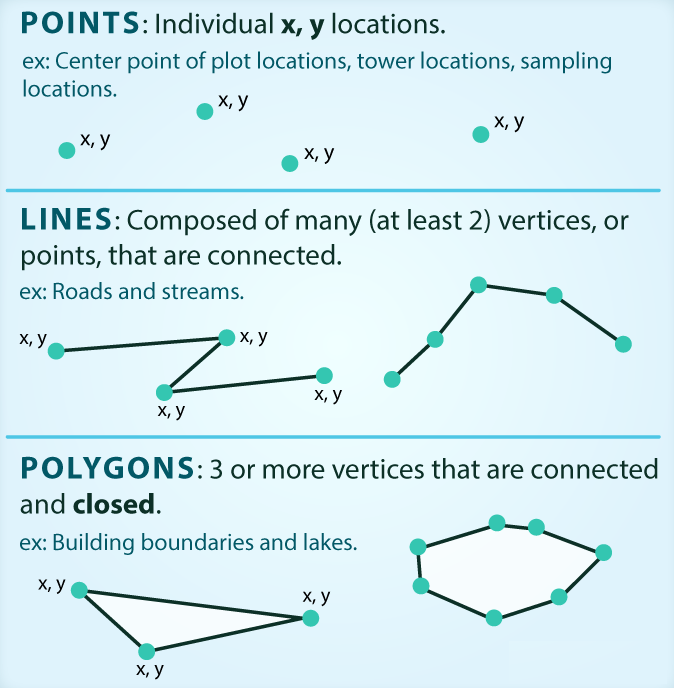 POINTS: Individual x, y locations.
ex: Center point of plot locations, tower locations, sampling
locations.
x, y
x, y
x, y
x, y
LINES: Composed of many (at least 2) vertices, or
points, that are connected.
ex: Roads and streams.
x, y
x, y
x, y
x, y
POLYGONS: 3 or more vertices that are connected
and closed.
ex: Building boundaries and lakes.
x, y
x, y
x, y